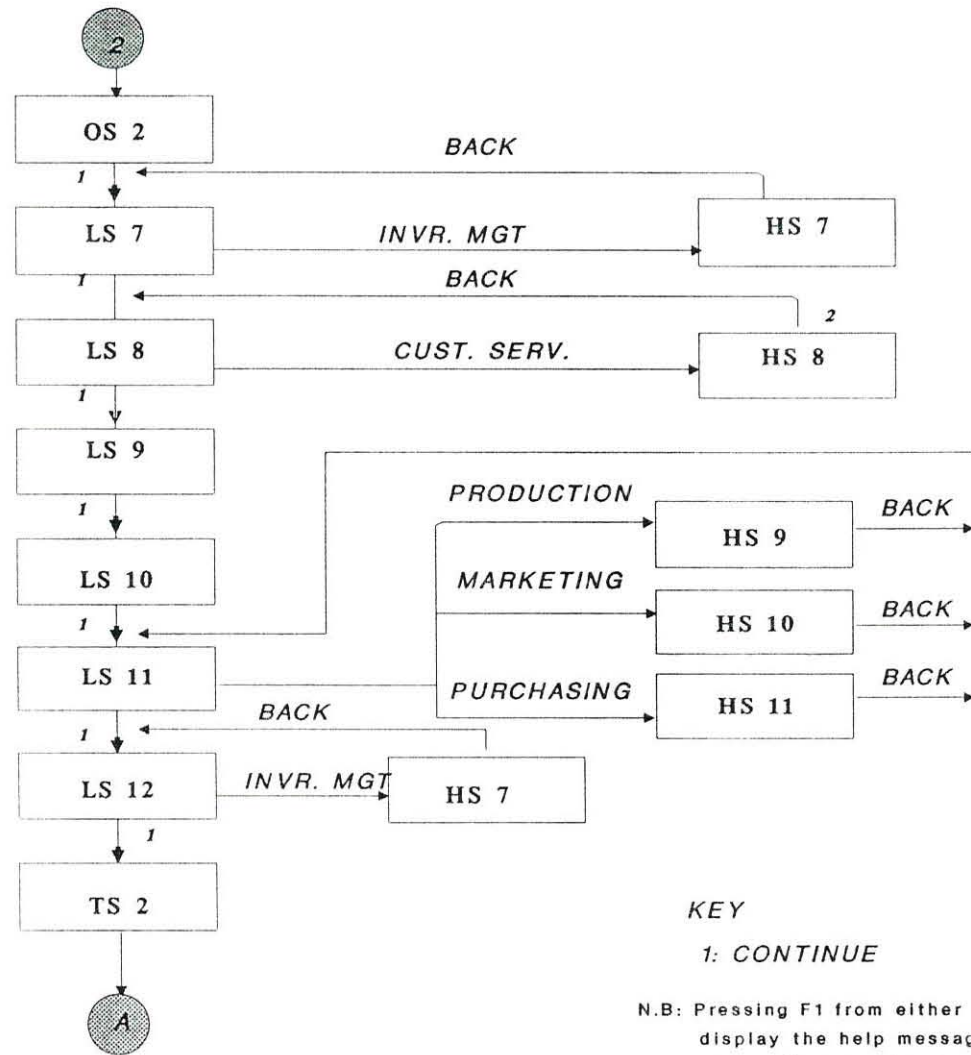 2
OS 2
BACK
1
LS 7
INVR. MGT
HS 7
1
BACK
2
LS 8
CUST. SERV.
HS 8
1
LS 9
PRODUCTION
BACK
1
HS 9
LS 10
MARKETING
HS 10
BACK
1
LS 11
PURCHASING
HS 11
BACK
BACK
1
LS 12
INVR. MGT
HS 7
1
TS 2
KEY
1: CONTINUE
A
N.B: Pressing F1 from either
display the help messag